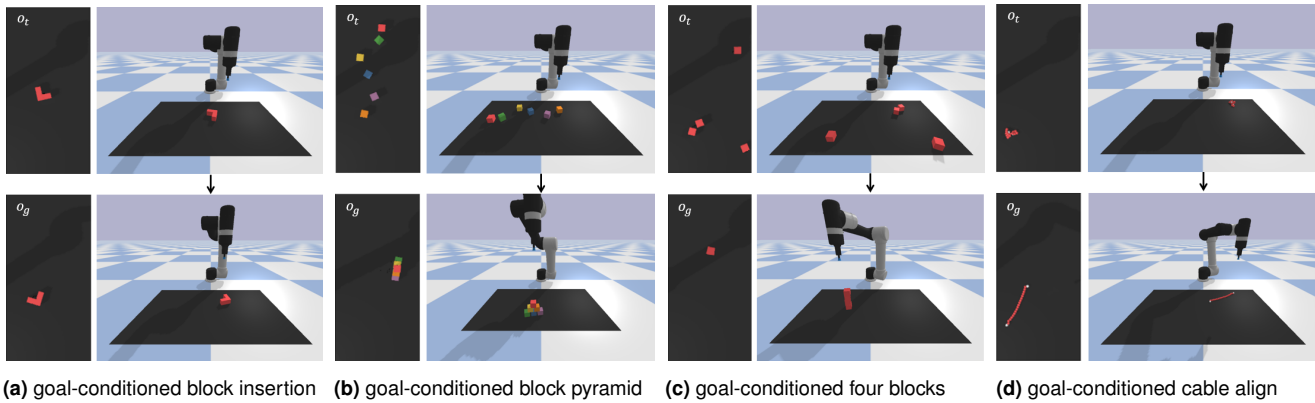 o_t
o_t
o_t
o_t
o_g
o_g
o_g
o_g
(a) goal-conditioned block insertion
(b) goal-conditioned block pyramid
(c) goal-conditioned four blocks
(d) goal-conditioned cable align